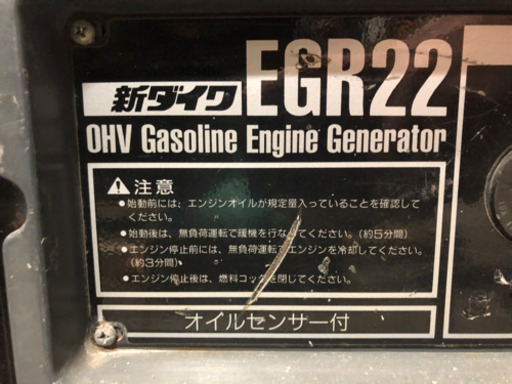 新ダイワ EGR22
OHV Gasoline Engine Generator
⚠注意
●始動前には、エンジンオイルが規定量入っていることを確認して
ください。
●始動後は、無負荷運転で暖機を行なってください。(約5分間)
●エンジン停止前には、無負荷運転でエンジンを冷却してください。
(約3分間)
●エンジン停止後は、燃料コックを閉じてください。
オイルセンサー付